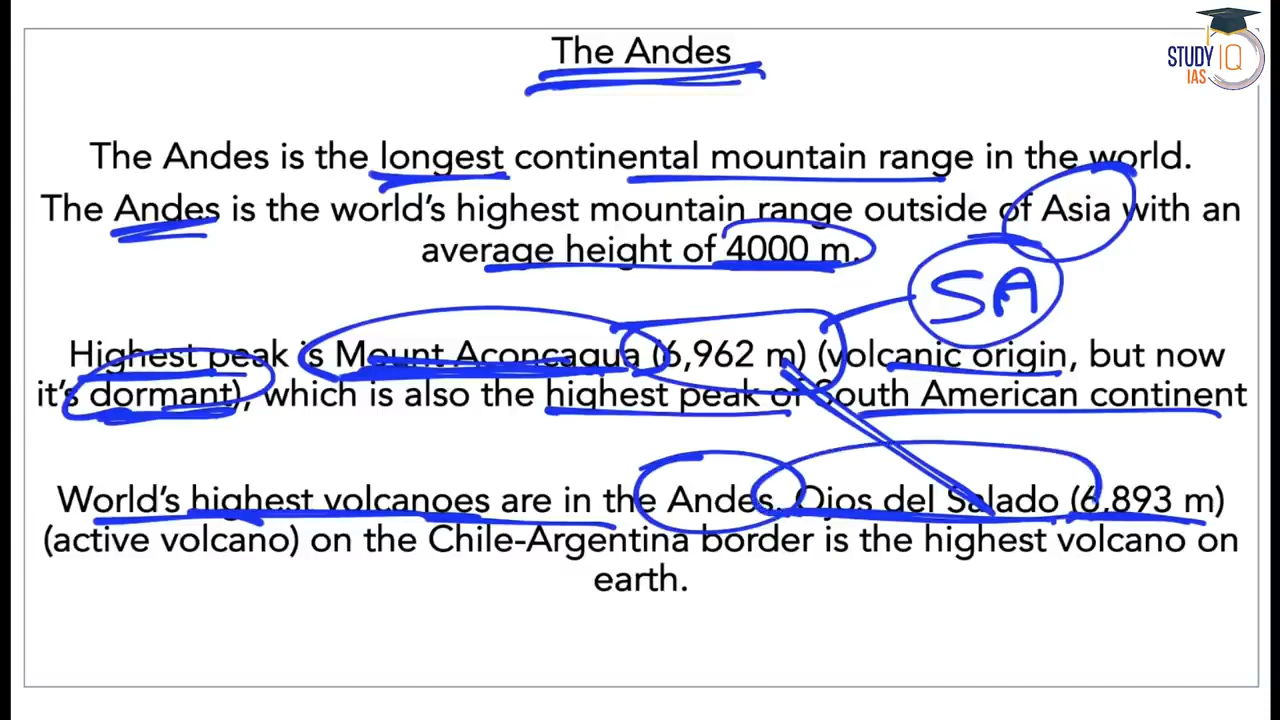 STUDY IQ
IAS
The Andes
The Andes is the longest continental mountain range in the world.
The Andes is the world's highest mountain range outside of Asia with an
average height of 4000 m.
SA
Highest peak is Mount Aconcagua (6,962 m) (volcanic origin, but now
it's dormant), which is also the highest peak of South American continent
World's highest volcanoes are in the Andes. Ojos del Salado (6,893 m)
(active volcano) on the Chile-Argentina border is the highest volcano on
earth.